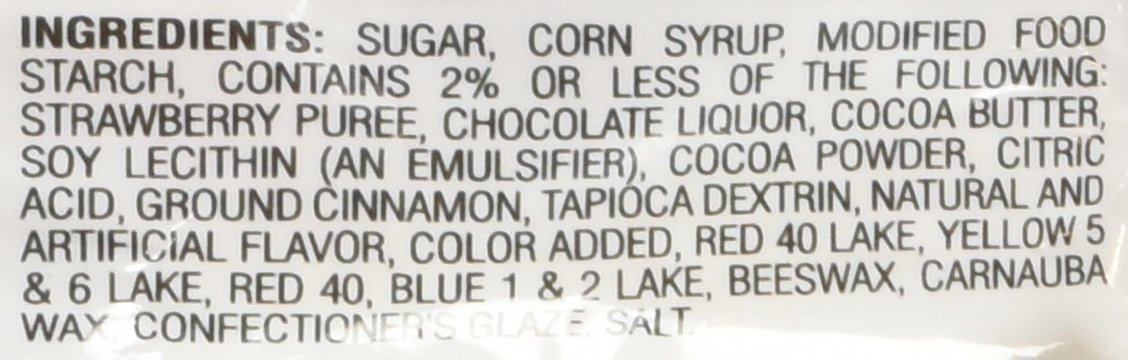 INGREDIENTS: SUGAR, CORN SYRUP, MODIFIED FOOD
STARCH, CONTAINS 2% OR LESS OF THE FOLLOWING:
STRAWBERRY PUREE, CHOCOLATE LIQUOR, COCOA BUTTER,
SOY LECITHIN (AN EMULSIFIER), COCOA POWDER, CITRIC
ACID, GROUND CINNAMON, TAPIOCA DEXTRIN, NATURAL AND
ARTIFICIAL FLAVOR, COLOR ADDED, RED 40 LAKE, YELLOW 5
& 6 LAKE, RED 40, BLUE 1 & 2 LAKE, BEESWAX, CARNAUBA
WAX, CONFECTIONER'S GLAZE, SALT.